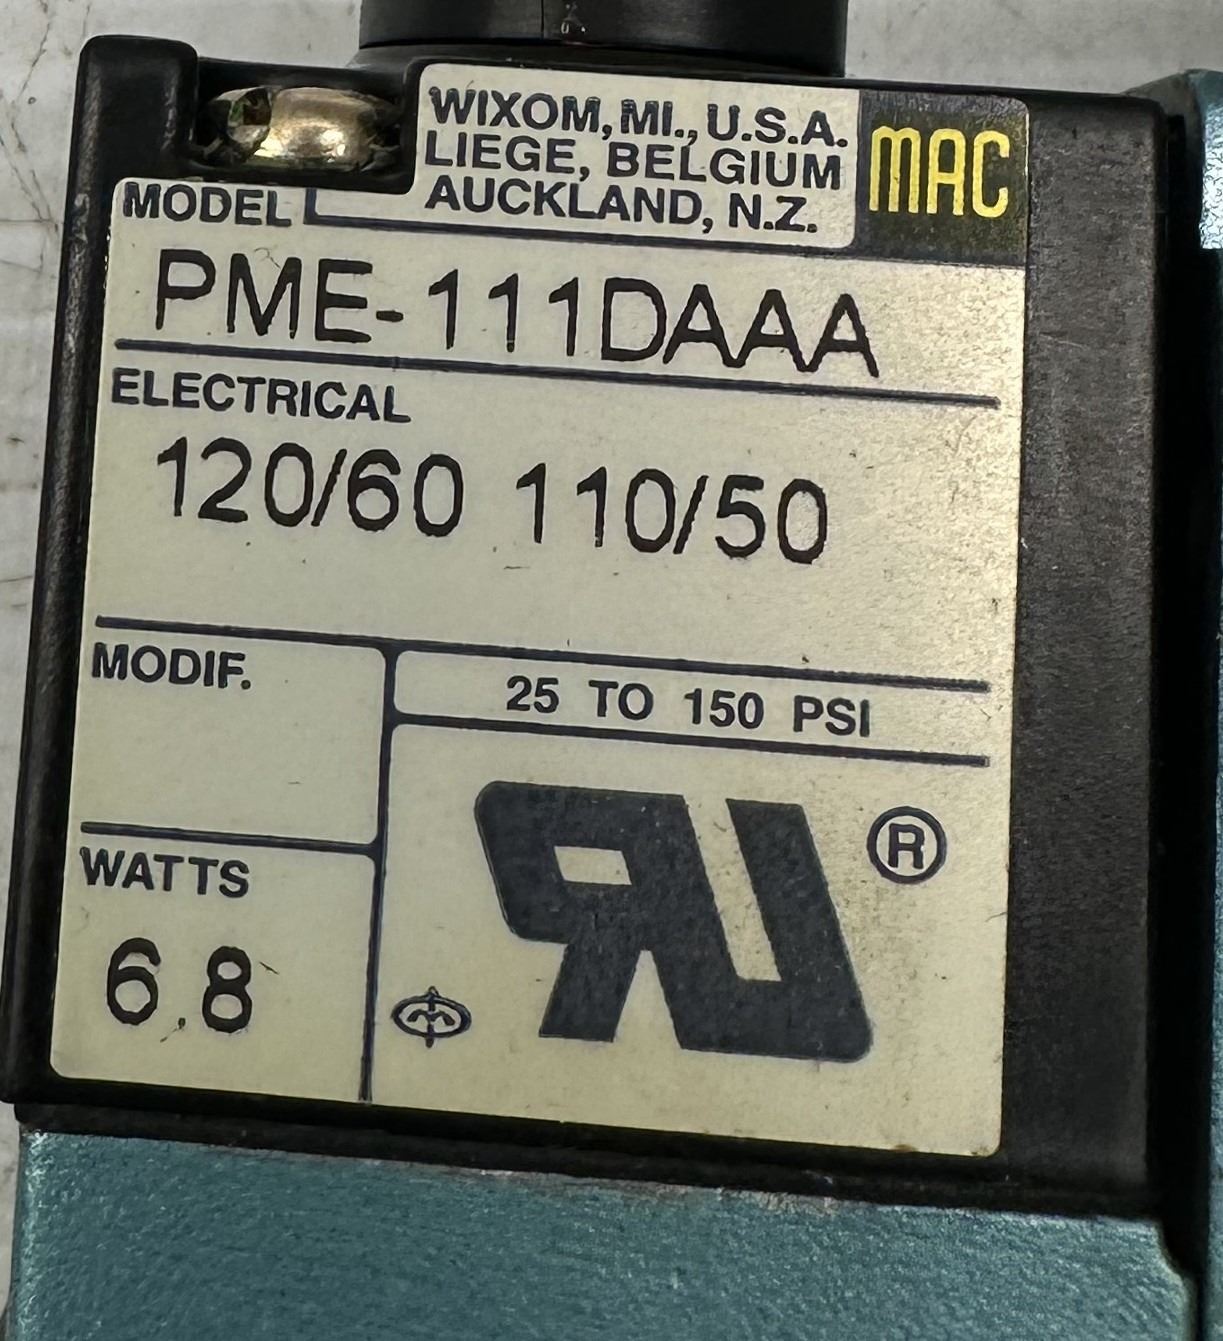 WIXOM, MI., U.S.A.
LIEGE, BELGIUM
AUCKLAND, N.Z.
MAC
MODEL
PME-111DAAA
ELECTRICAL
120/60 110/50
MODIF.
25 TO 150 PSI
WATTS
6.8
RU ®